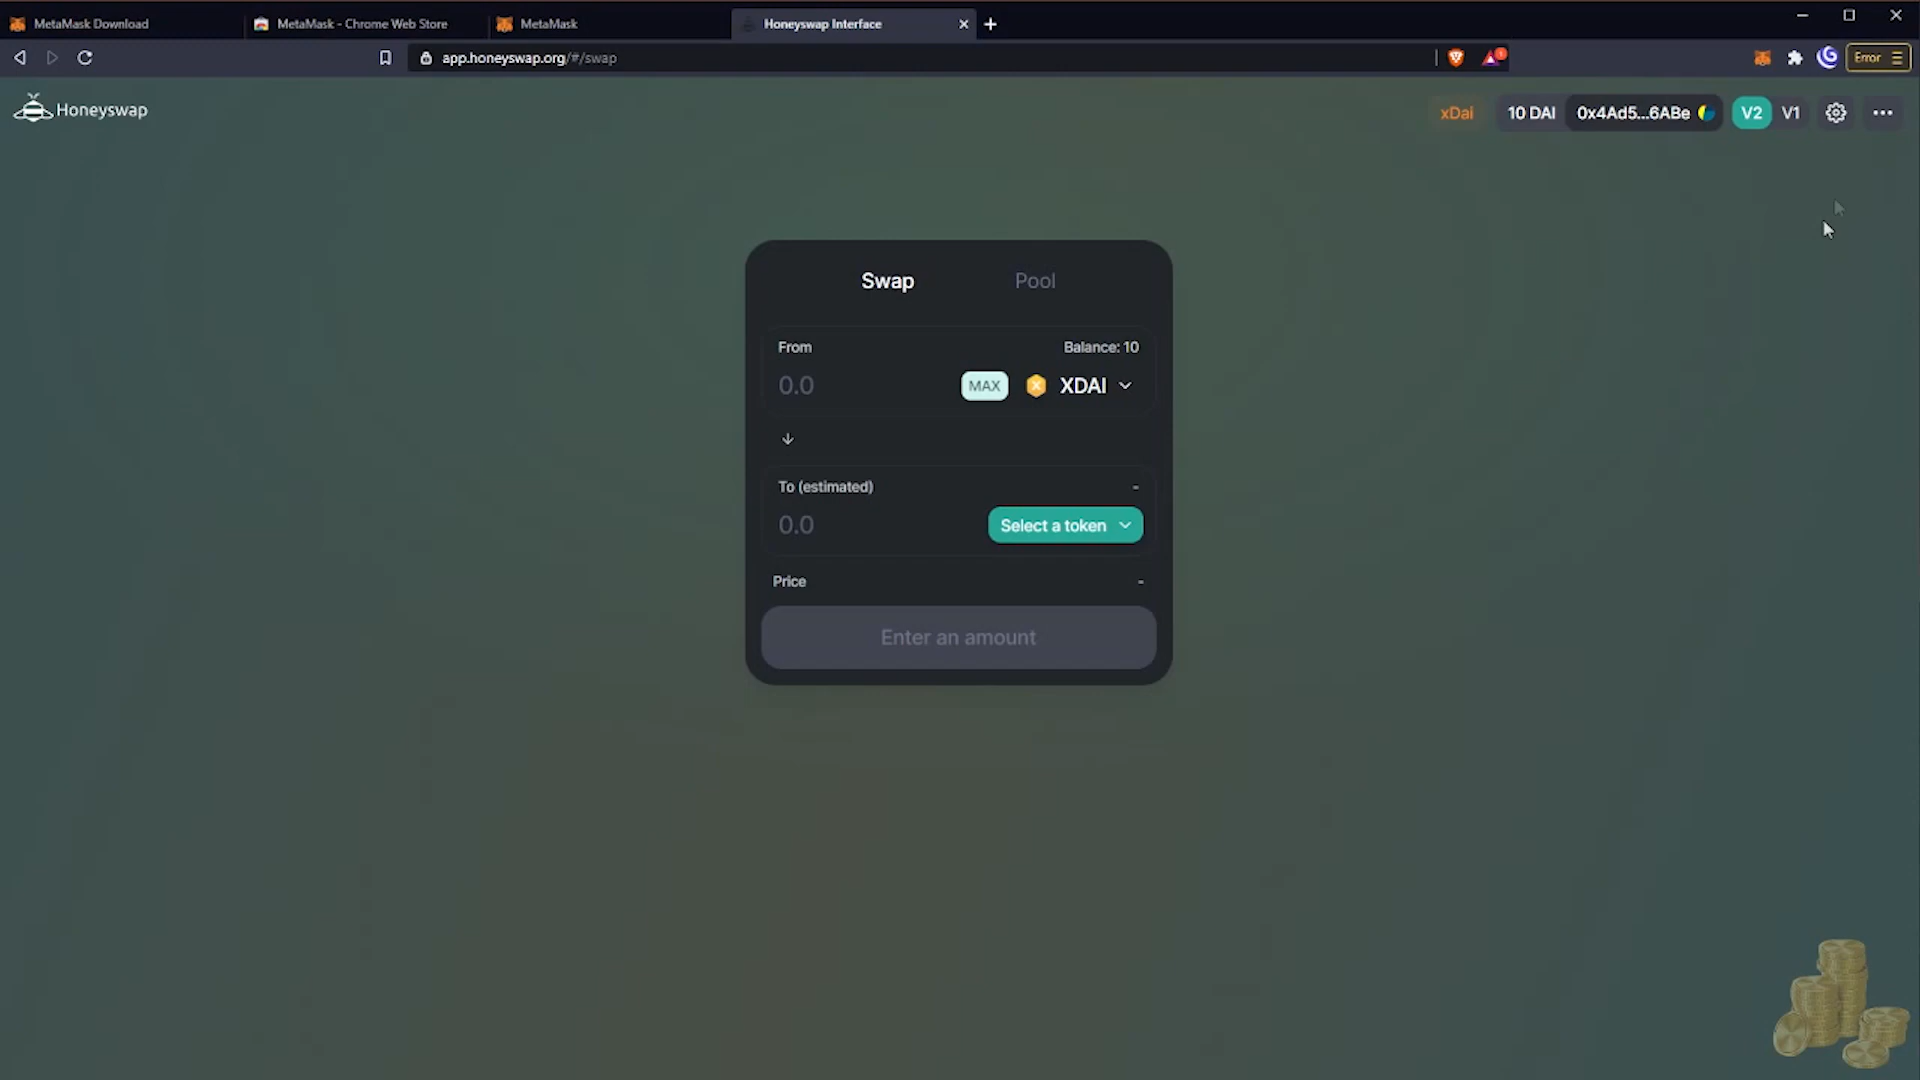 MetaMask Download
MetaMask - Chrome Web Store
MetaMask
Honeyswap Interface
app.honeyswap.org/#/swap
1
Error
Honeyswap
xDai
10 DAI
0x4Ad5...6ABe
V2
V1
Swap
Pool
From
Balance: 10
0.0
MAX
XDAI
To (estimated)
-
0.0
Select a token
Price
-
Enter an amount